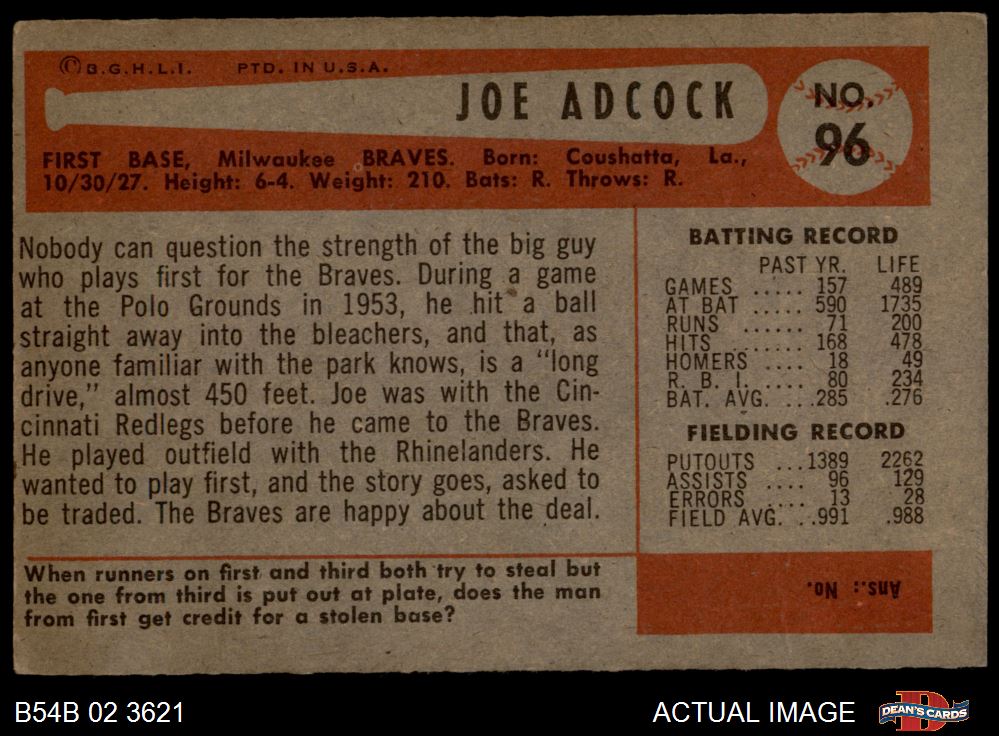 © B.G.H.L.I. PTD. IN U.S.A.
JOE ADCOCK
NO.
96
FIRST BASE, Milwaukee BRAVES. Born: Coushatta, La.,
10/30/27. Height: 6-4. Weight: 210. Bats: R. Throws: R.
Nobody can question the strength of the big guy
who plays first for the Braves. During a game
at the Polo Grounds in 1953, he hit a ball
straight away into the bleachers, and that, as
anyone familiar with the park knows, is a "long
drive," almost 450 feet. Joe was with the Cin-
cinnati Redlegs before he came to the Braves.
He played outfield with the Rhinelanders. He
wanted to play first, and the story goes, asked to
be traded. The Braves are happy about the deal.
BATTING RECORD
PAST YR. LIFE
GAMES ..... 157 489
AT BAT ..... 590 1735
RUNS ...... 71 200
HITS ........ 168 478
HOMERS .... 18 49
R. B. I. .... 80 234
BAT. AVG. ...285 .276
FIELDING RECORD
PUTOUTS ...1389 2262
ASSISTS .... 96 129
ERRORS .... 13 28
FIELD AVG. ..991 .988
When runners on first and third both try to steal but
the one from third is put out at plate, does the man
from first get credit for a stolen base?
Ans.: No.
B54B 02 3621
ACTUAL IMAGE
D
DEAN'S CARDS